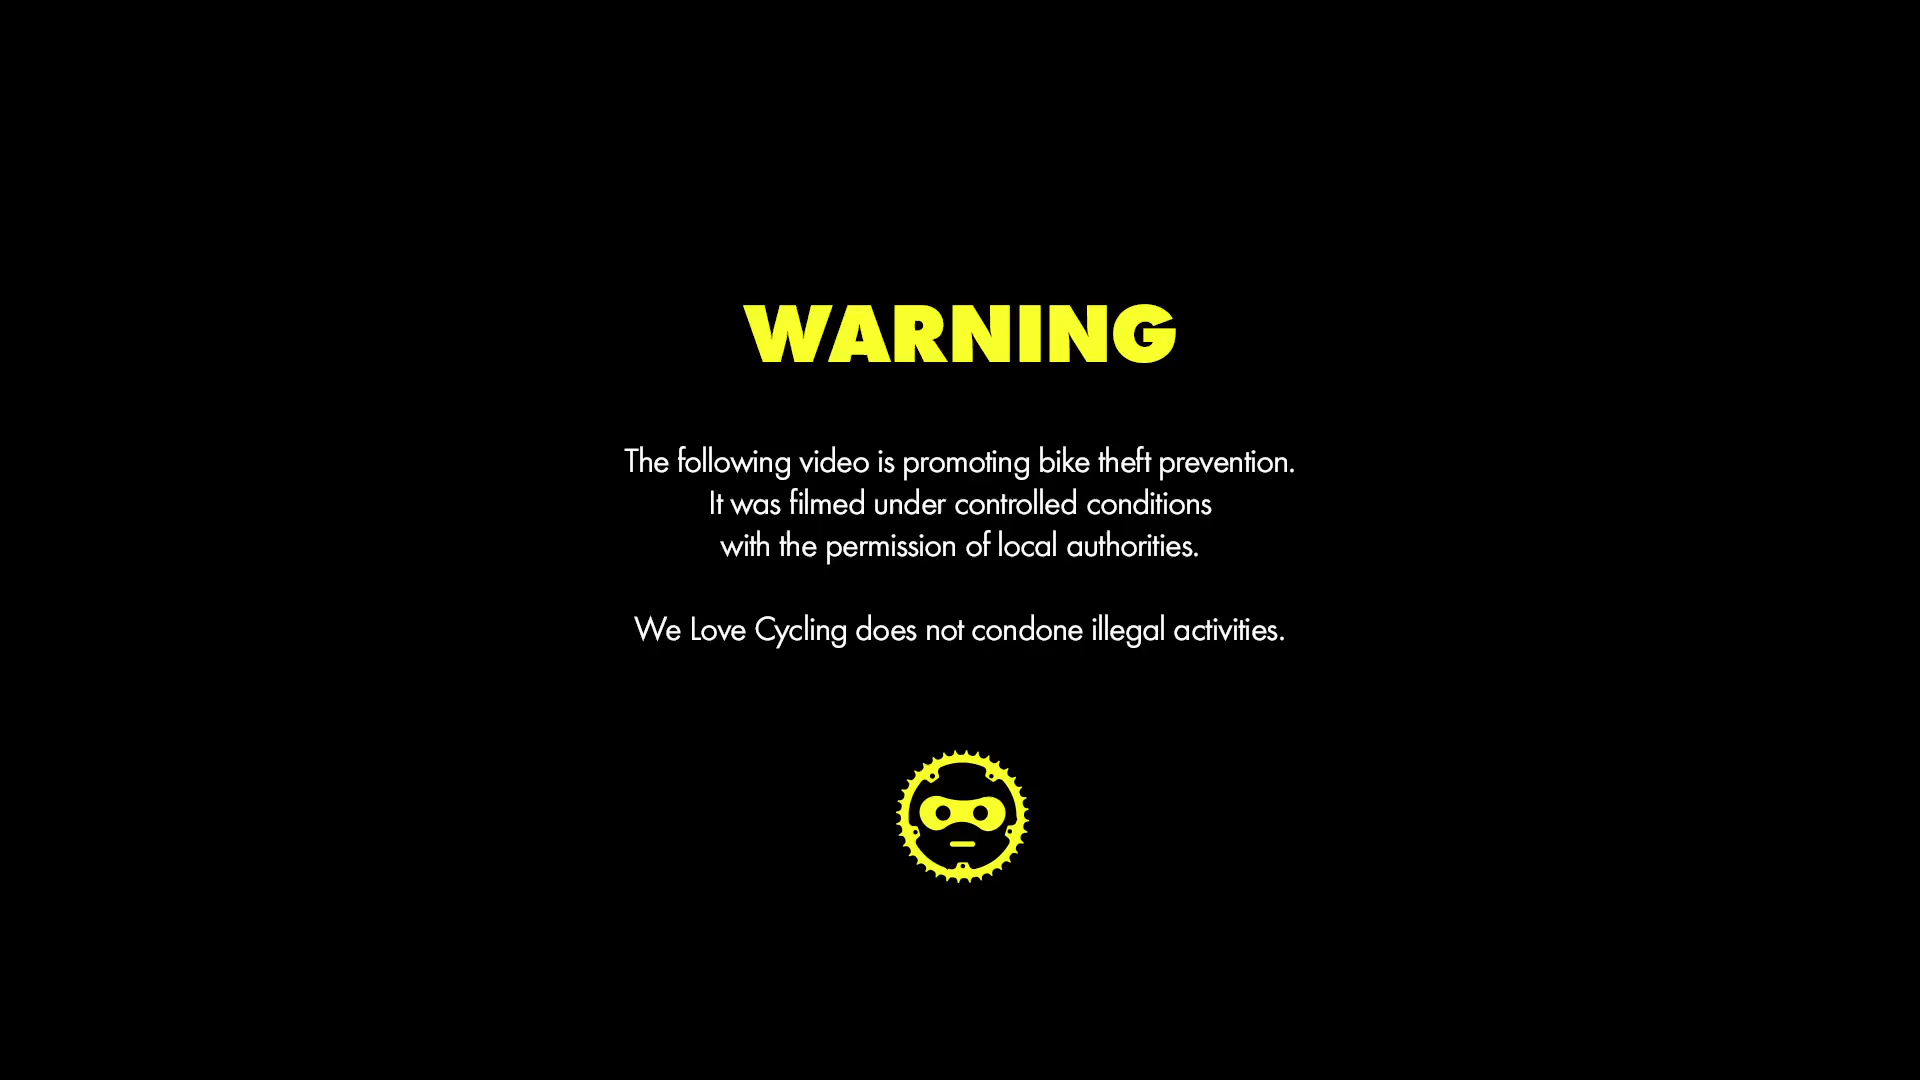 WARNING
The following video is promoting bike theft prevention.
It was filmed under controlled conditions
with the permission of local authorities.
We Love Cycling does not condone illegal activities.